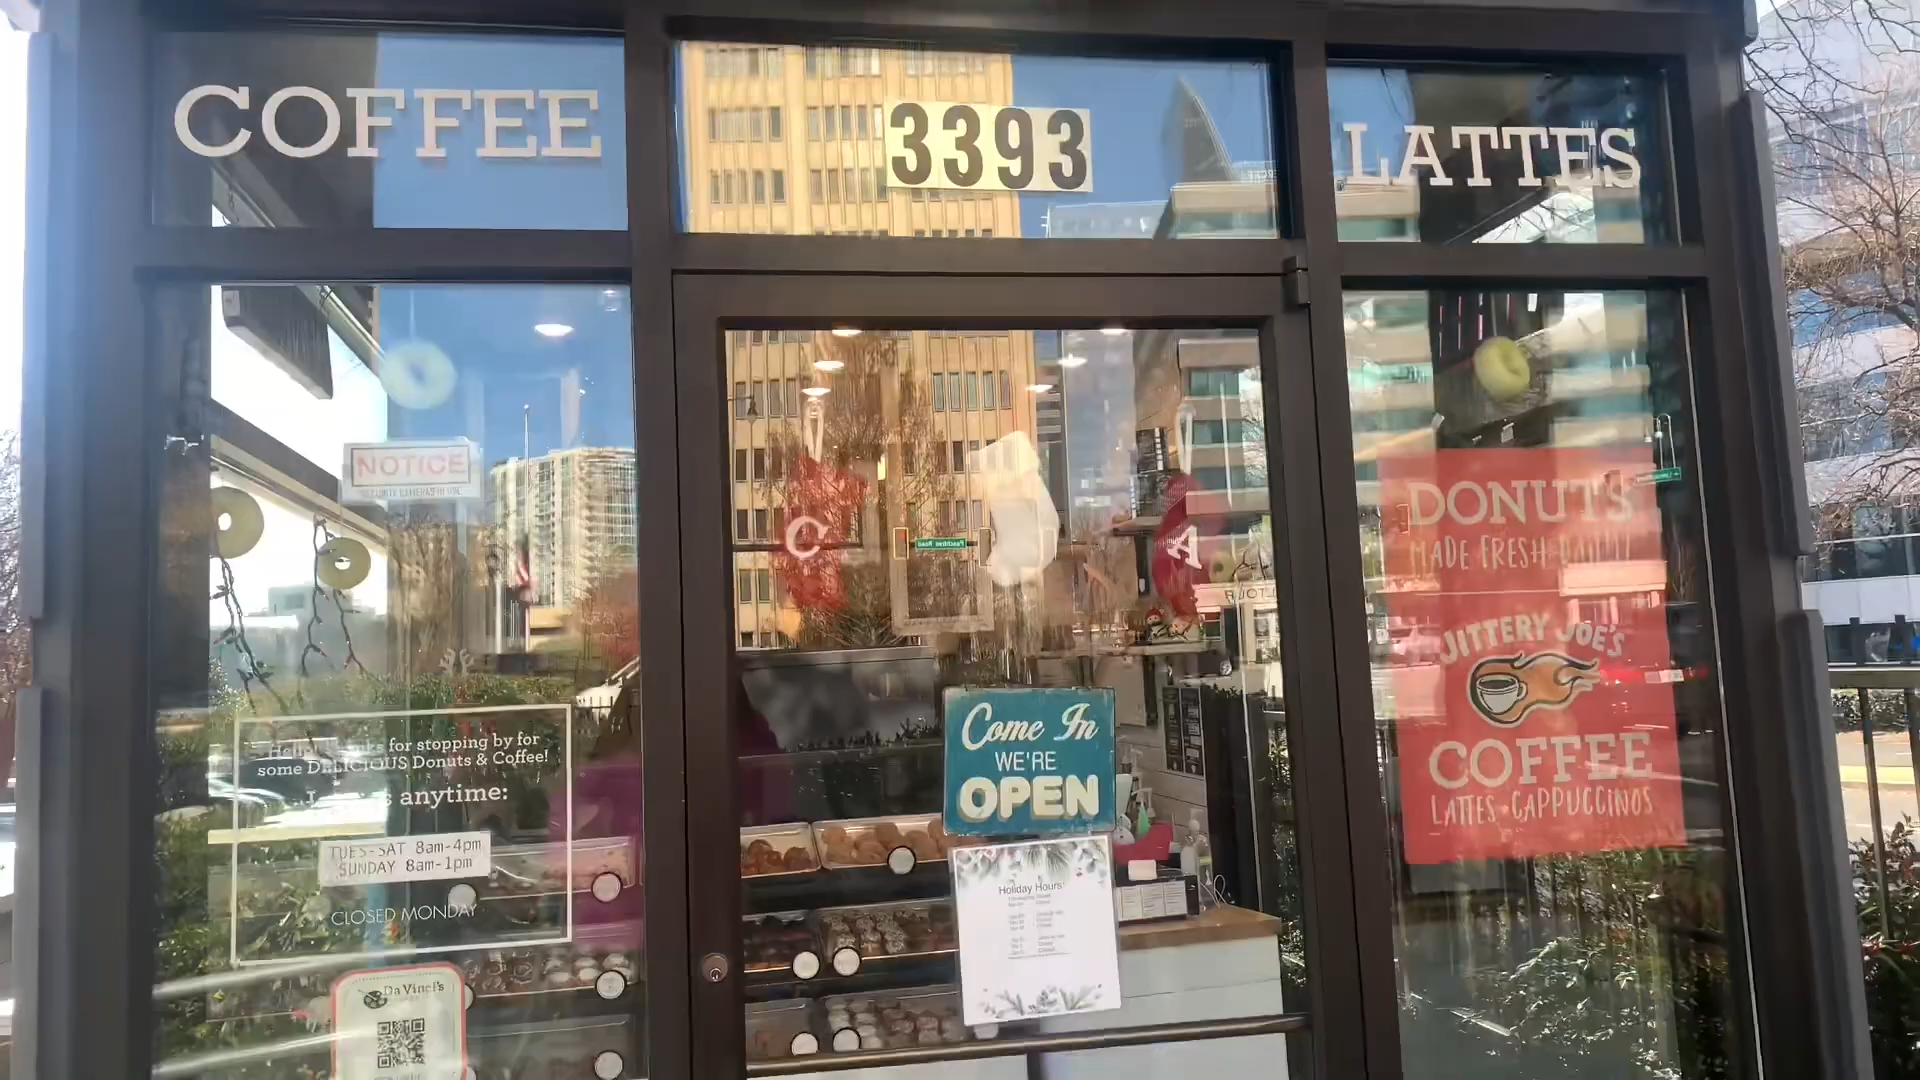 COFFEE
3393
LATTES
NOTICE
C
A
DONUTS
MADE FRESH
JITTERY JOE'S
COFFEE
LATTES · CAPPUCCINOS
Come In
WE'RE
OPEN
for stopping by for
some DELICIOUS Donuts & Coffee!
anytime:
TUES-SAT 8am-4pm
SUNDAY 8am-1pm
CLOSED MONDAY
Holiday Hours
Da Vinci's